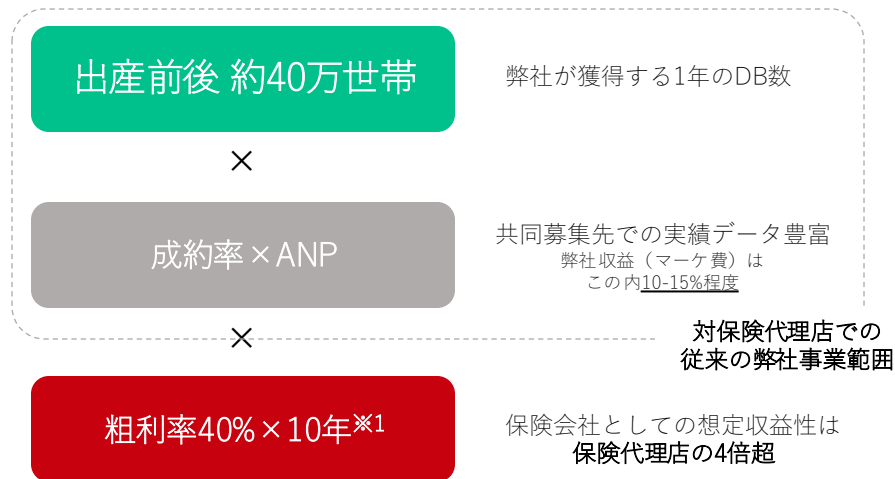 出産前後 約40万世帯
弊社が獲得する1年のDB数
×
成約率×ANP
共同募集先での実績データ豊富
弊社収益（マーケ費）は
この内10-15%程度
×
対保険代理店での
従来の弊社事業範囲
粗利率40%×10年※1
保険会社としての想定収益性は
保険代理店の4倍超